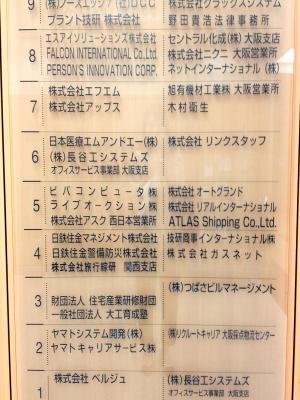 9
(株)ノースエッジ / (社)DCC
プラント技研 株式会社
株式会社クラックスシステム
野田貴浩法律事務所
8
エスアイソリューションズ株式会社
FALCON INTERNATIONAL Co.,Ltd.
PERSON'S INNOVATION CORP.
セントラル化成(株) 大阪支店
株式会社ニクニ 大阪営業所
ネットインターナショナル(株)
7
株式会社エフエム
株式会社アップス
旭有機材工業㈱ 大阪営業所
木村衛生
6
日本医療エムアンドエー(株)
(株)長谷工システムズ
オフィスサービス事業部 大阪支店
株式会社 リンクスタッフ
5
ビバコンピュータ㈱
ライブオークション㈱
株式会社アスク 西日本営業所
株式会社 オートグランド
株式会社 リアルインターナショナル
ATLAS Shipping Co.,Ltd.
4
日鉄住金マネジメント株式会社
日鉄住金警備防災株式会社
株式会社旅行綜研 関西支店
技研商事インターナショナル㈱
株式会社ガスネット
3
財団法人 住宅産業研修財団
一般社団法人 大工育成塾
(株)つばさビルマネージメント
2
ヤマトシステム開発(株)
ヤマトキャリアサービス㈱
㈱リクルートキャリア 大阪採点物流センター
1
株式会社 ベルジュ
(株)長谷工システムズ
オフィスサービス事業部 大阪支店